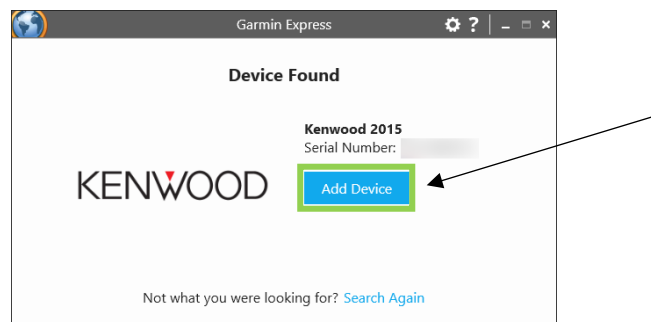 Garmin Express
Device Found
Kenwood 2015
Serial Number:
KENWOOD
Add Device
Not what you were looking for? Search Again